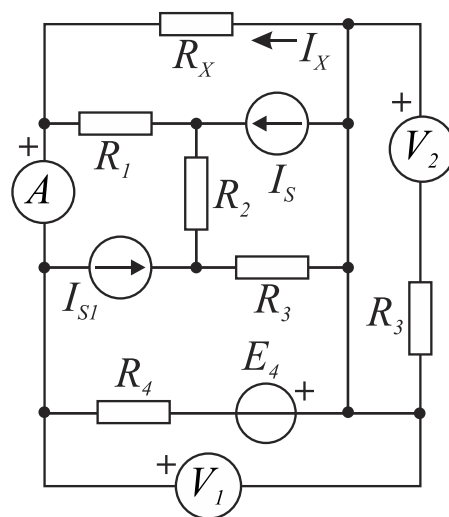 R_X
I_X
+
+
R_1
V_2
A
I_S
R_2
I_S1
R_3
R_3
R_4
E_4
+
+
V_1